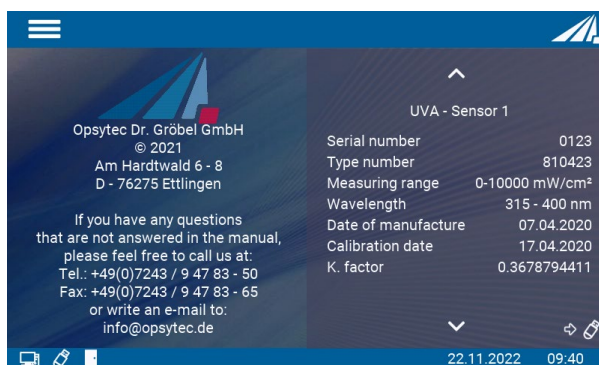 Opsytec Dr. Gröbel GmbH
© 2021
Am Hardtwald 6 - 8
D - 76275 Ettlingen
If you have any questions
that are not answered in the manual,
please feel free to call us at:
Tel.: +49(0)7243 / 9 47 83 - 50
Fax: +49(0)7243 / 9 47 83 - 65
or write an e-mail to:
info@opsytec.de
UVA - Sensor 1
Serial number 0123
Type number 810423
Measuring range 0-10000 mW/cm²
Wavelength 315 - 400 nm
Date of manufacture 07.04.2020
Calibration date 17.04.2020
K. factor 0.3678794411
22.11.2022 09:40